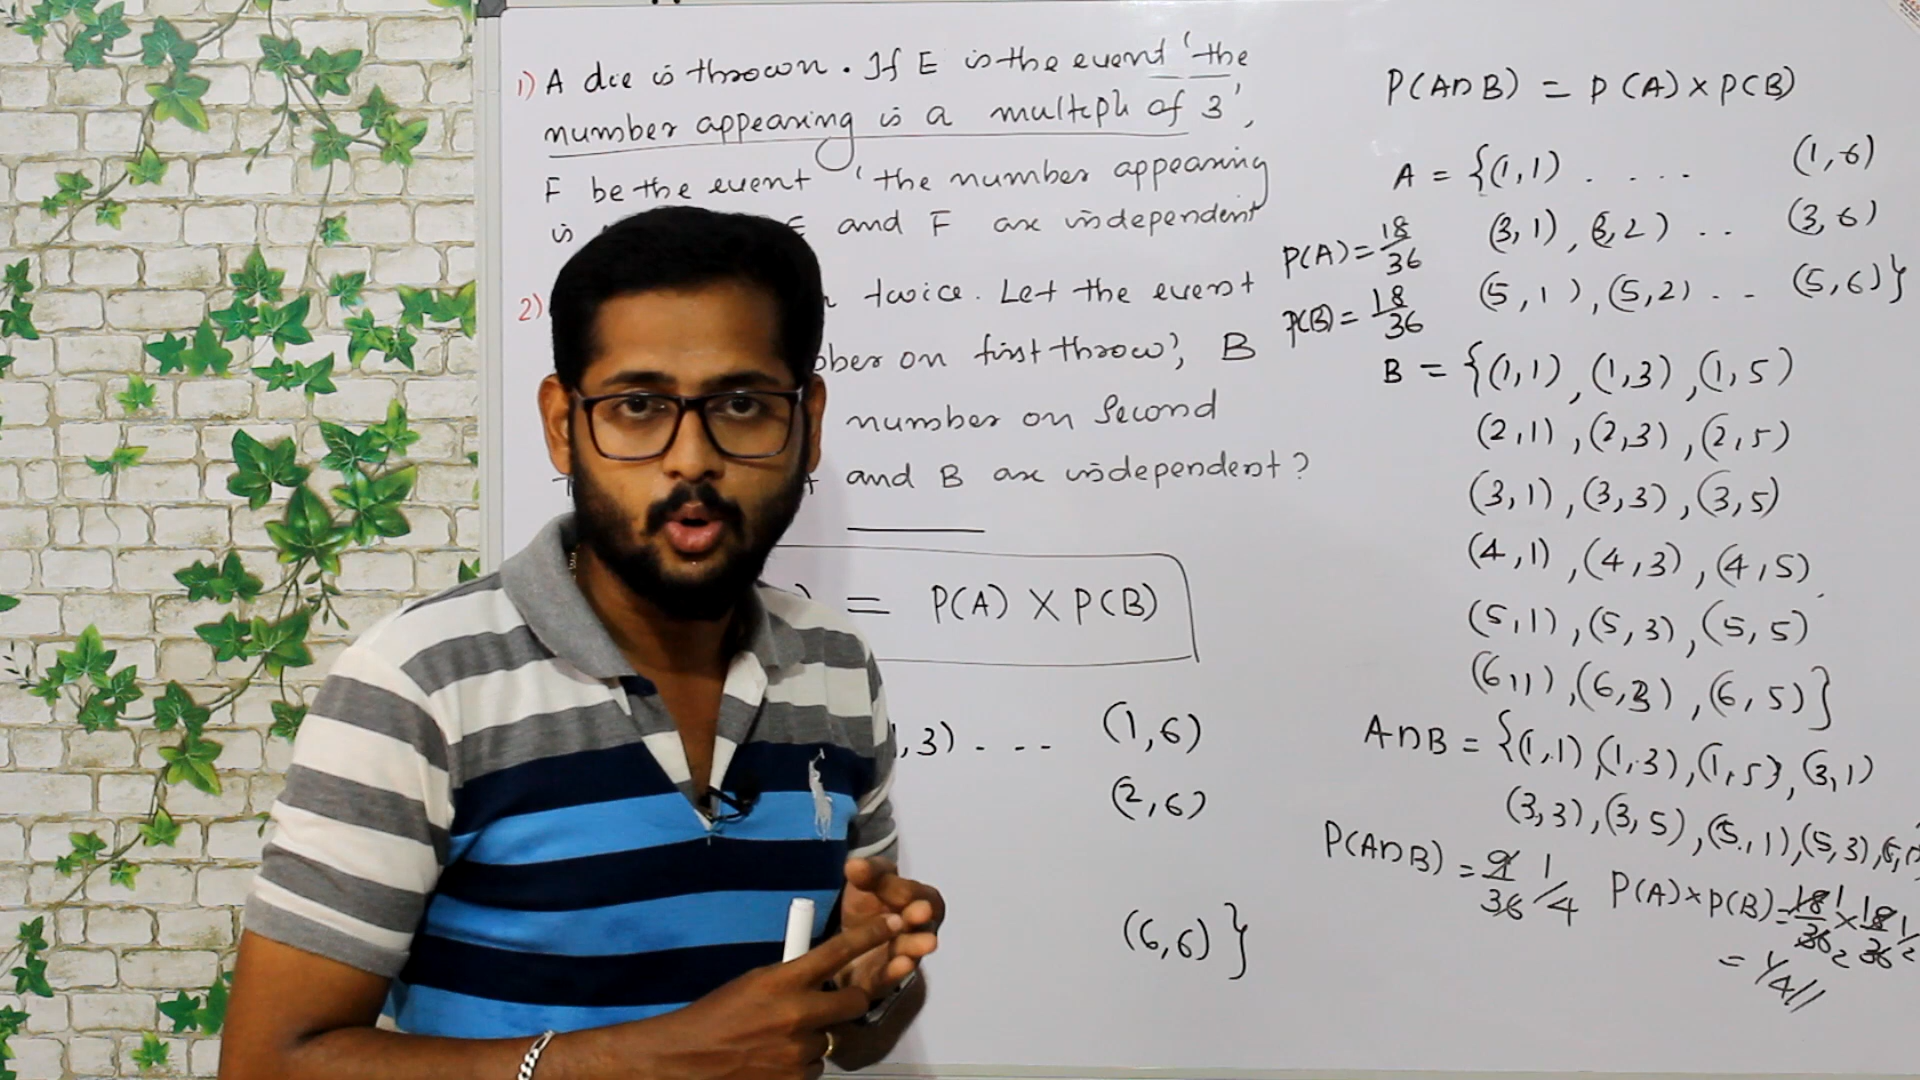 1) A die is thrown. If E is the event 'the
number appearing is a multiple of 3',
F be the event 'the number appearing
is E and F are independent
2) twice. Let the event
on first throw', B
number on Second
and B are independent?
= P(A) X P(B)
,3) - - - (1,6)
(2,6)
(6,6)}
P(A∩B) = P(A) x P(B)
A = {(1,1) . . . . (1,6)
(3,1), (3,2) .. (3,6)
P(A) = 18/36
(5,1), (5,2) - - (5,6)}
P(B) = 18/36
B = {(1,1), (1,3), (1,5)
(2,1), (2,3), (2,5)
(3,1), (3,3), (3,5)
(4,1), (4,3), (4,5)
(5,1), (5,3), (5,5)
(6,1), (6,3), (6,5)}
A∩B = {(1,1), (1,3), (1,5), (3,1)
(3,3), (3,5), (5,1), (5,3),
P(A∩B) = 9/36 1/4 P(A) x P(B) = 18/36 1/2 x 18/36 1/2
= 1/4//